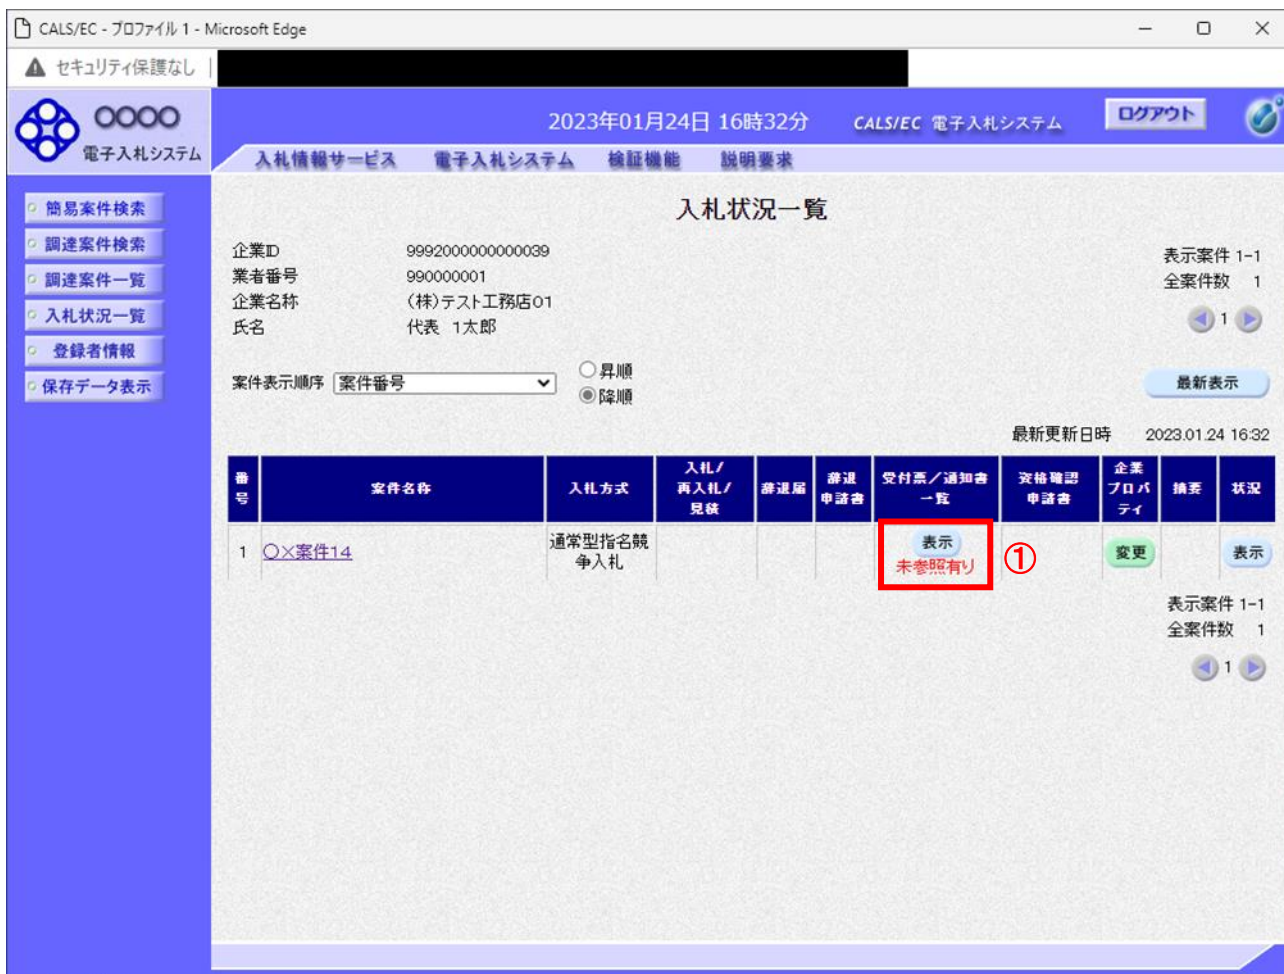 CALS/EC - プロファイル 1 - Microsoft Edge
セキュリティ保護なし
〇〇〇〇
電子入札システム
2023年01月24日 16時32分
CALS/EC 電子入札システム
ログアウト
入札情報サービス 電子入札システム 検証機能 説明要求
簡易案件検索
調達案件検索
調達案件一覧
入札状況一覧
登録者情報
保存データ表示
入札状況一覧
企業ID 9992000000000039
業者番号 990000001
企業名称 (株)テスト工務店01
氏名 代表 1太郎
表示案件 1-1
全案件数 1
1
案件表示順序 案件番号
昇順
降順
最新表示
最新更新日時 2023.01.24 16:32
番号 案件名称 入札方式 入札/再入札/見積 辞退届 辞退申請書 受付票/通知書一覧 資格確認申請書 企業プロパティ 摘要 状況
1 〇×案件14 通常型指名競争入札 表示 未参照有り ① 変更 表示
表示案件 1-1
全案件数 1
1